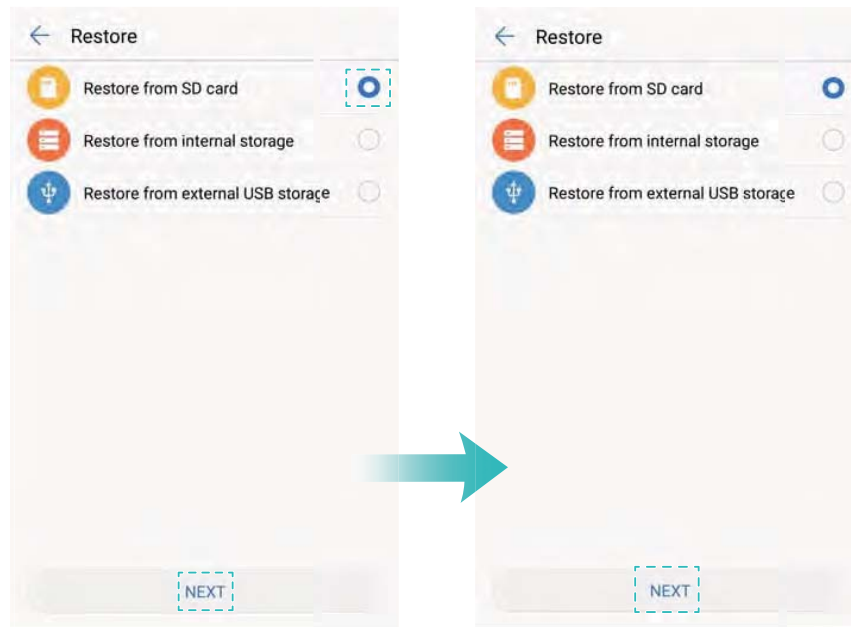 Restore
Restore from SD card
Restore from internal storage
Restore from external USB storage
NEXT
Restore
Restore from SD card
Restore from internal storage
Restore from external USB storage
NEXT